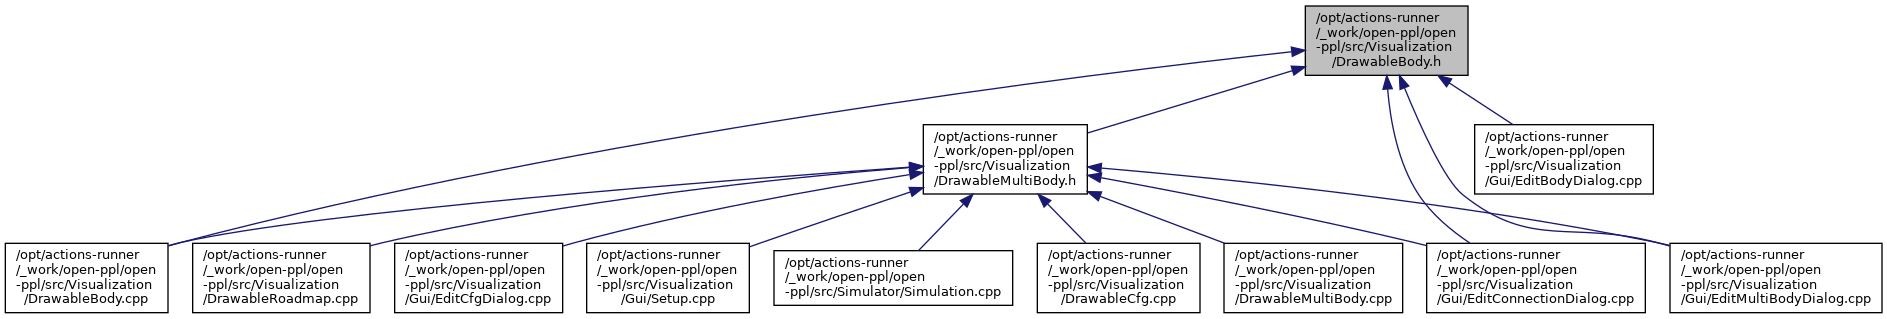 /opt/actions-runner
/_work/open-ppl/open
-ppl/src/Visualization
/DrawableBody.h
/opt/actions-runner
/_work/open-ppl/open
-ppl/src/Visualization
/DrawableMultiBody.h
/opt/actions-runner
/_work/open-ppl/open
-ppl/src/Visualization
/Gui/EditBodyDialog.cpp
/opt/actions-runner
/_work/open-ppl/open
-ppl/src/Visualization
/DrawableBody.cpp
/opt/actions-runner
/_work/open-ppl/open
-ppl/src/Visualization
/DrawableRoadmap.cpp
/opt/actions-runner
/_work/open-ppl/open
-ppl/src/Visualization
/Gui/EditCfgDialog.cpp
/opt/actions-runner
/_work/open-ppl/open
-ppl/src/Visualization
/Gui/Setup.cpp
/opt/actions-runner
/_work/open-ppl/open
-ppl/src/Simulator/Simulation.cpp
/opt/actions-runner
/_work/open-ppl/open
-ppl/src/Visualization
/DrawableCfg.cpp
/opt/actions-runner
/_work/open-ppl/open
-ppl/src/Visualization
/DrawableMultiBody.cpp
/opt/actions-runner
/_work/open-ppl/open
-ppl/src/Visualization
/Gui/EditConnectionDialog.cpp
/opt/actions-runner
/_work/open-ppl/open
-ppl/src/Visualization
/Gui/EditMultiBodyDialog.cpp